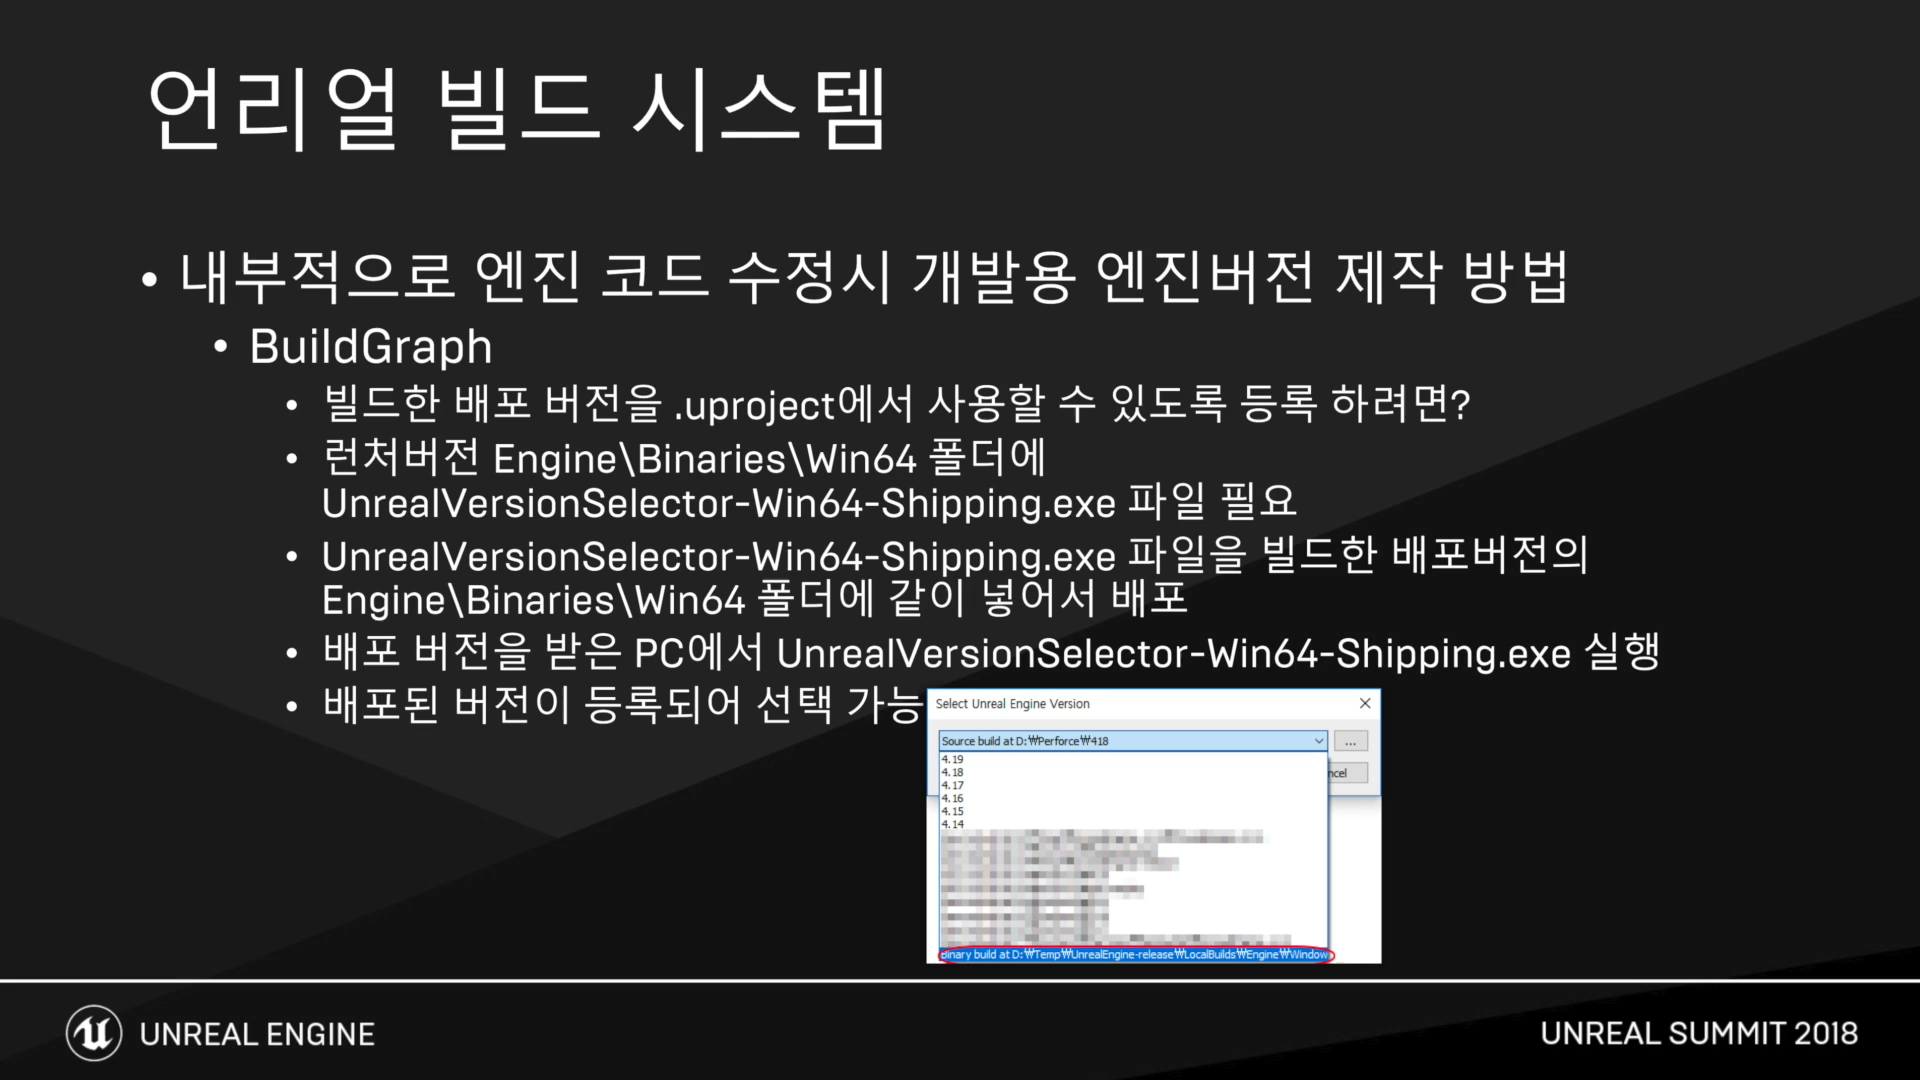 언리얼 빌드 시스템
• 내부적으로 엔진 코드 수정시 개발용 엔진버전 제작 방법
• BuildGraph
• 빌드한 배포 버전을 .uproject에서 사용할 수 있도록 등록 하려면?
• 런처버전 Engine\Binaries\Win64 폴더에
UnrealVersionSelector-Win64-Shipping.exe 파일 필요
• UnrealVersionSelector-Win64-Shipping.exe 파일을 빌드한 배포버전의
Engine\Binaries\Win64 폴더에 같이 넣어서 배포
• 배포 버전을 받은 PC에서 UnrealVersionSelector-Win64-Shipping.exe 실행
• 배포된 버전이 등록되어 선택 가능
Select Unreal Engine Version
Source build at D:₩Perforce₩418
...
4.19
4.18
ncel
4.17
4.16
4.15
4.14
Binary build at D:₩Temp₩UnrealEngine-release₩LocalBuilds₩Engine₩Window
UNREAL ENGINE
UNREAL SUMMIT 2018